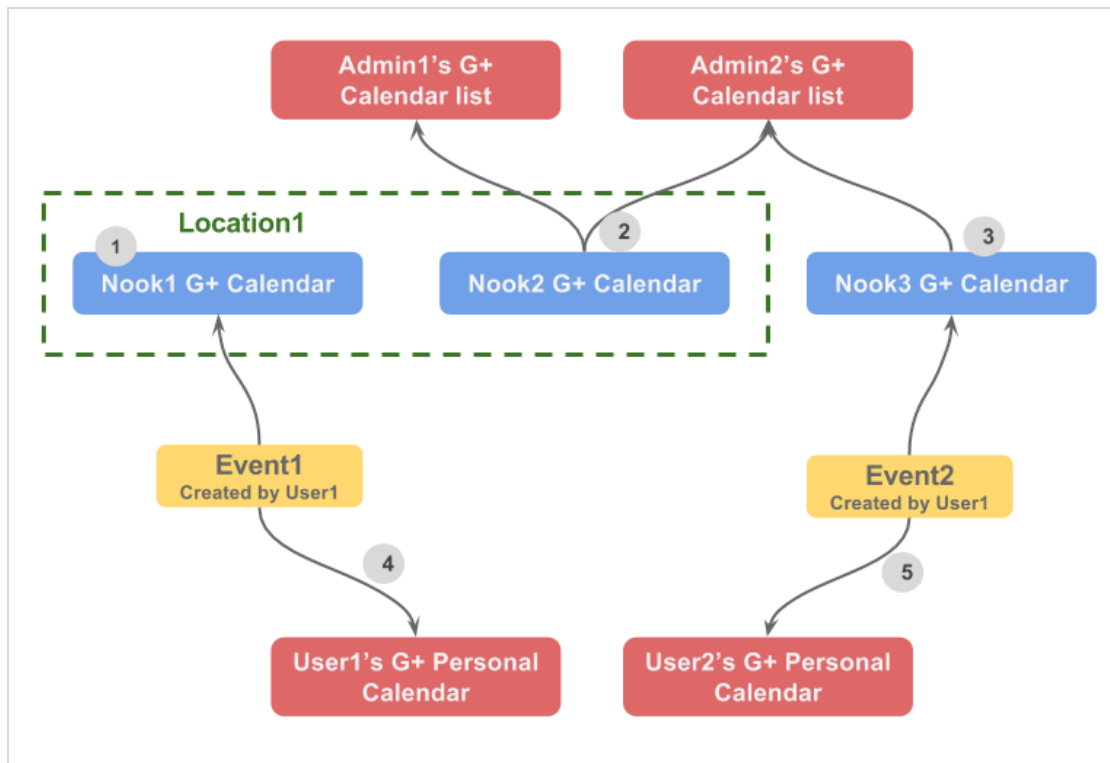 Admin1’s G+
Calendar list
Admin2’s G+
Calendar list
Location1
1
2
3
Nook1 G+ Calendar
Nook2 G+ Calendar
Nook3 G+ Calendar
Event1
Created by User1
Event2
Created by User1
4
5
User1’s G+ Personal
Calendar
User2’s G+ Personal
Calendar